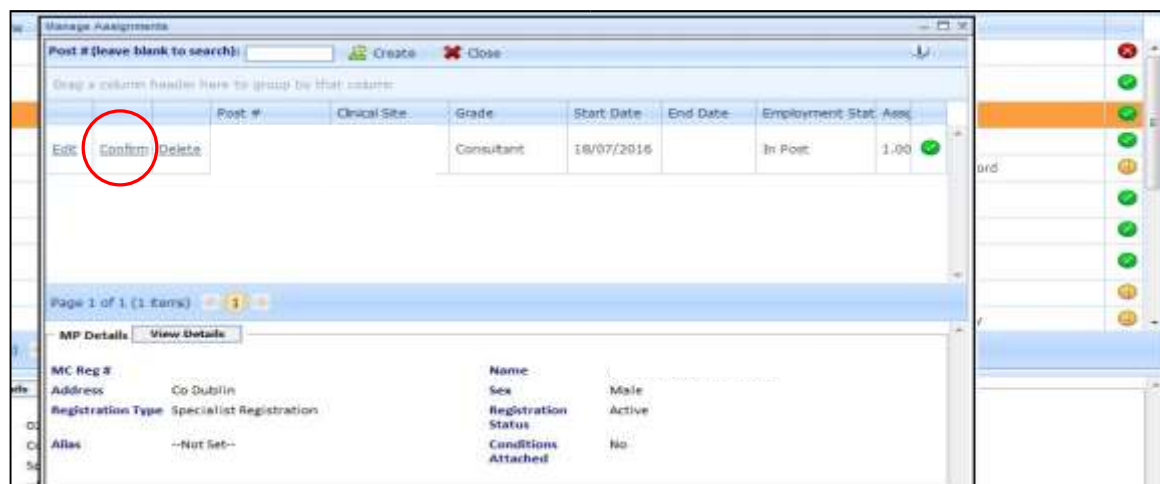 Manage Assignments
Post # (leave blank to search): Create Close
Drag a column header here to group by that column
Post # Clinical Site Grade Start Date End Date Employment Stat Assg
Edit Confirm Delete Consultant 18/07/2016 In Post 1.00
ord
Page 1 of 1 (1 items) 1
MP Details View Details
MC Reg # Name
Address Co Dublin Sex Male
Registration Type Specialist Registration Registration Status Active
Alias --Not Set-- Conditions Attached No